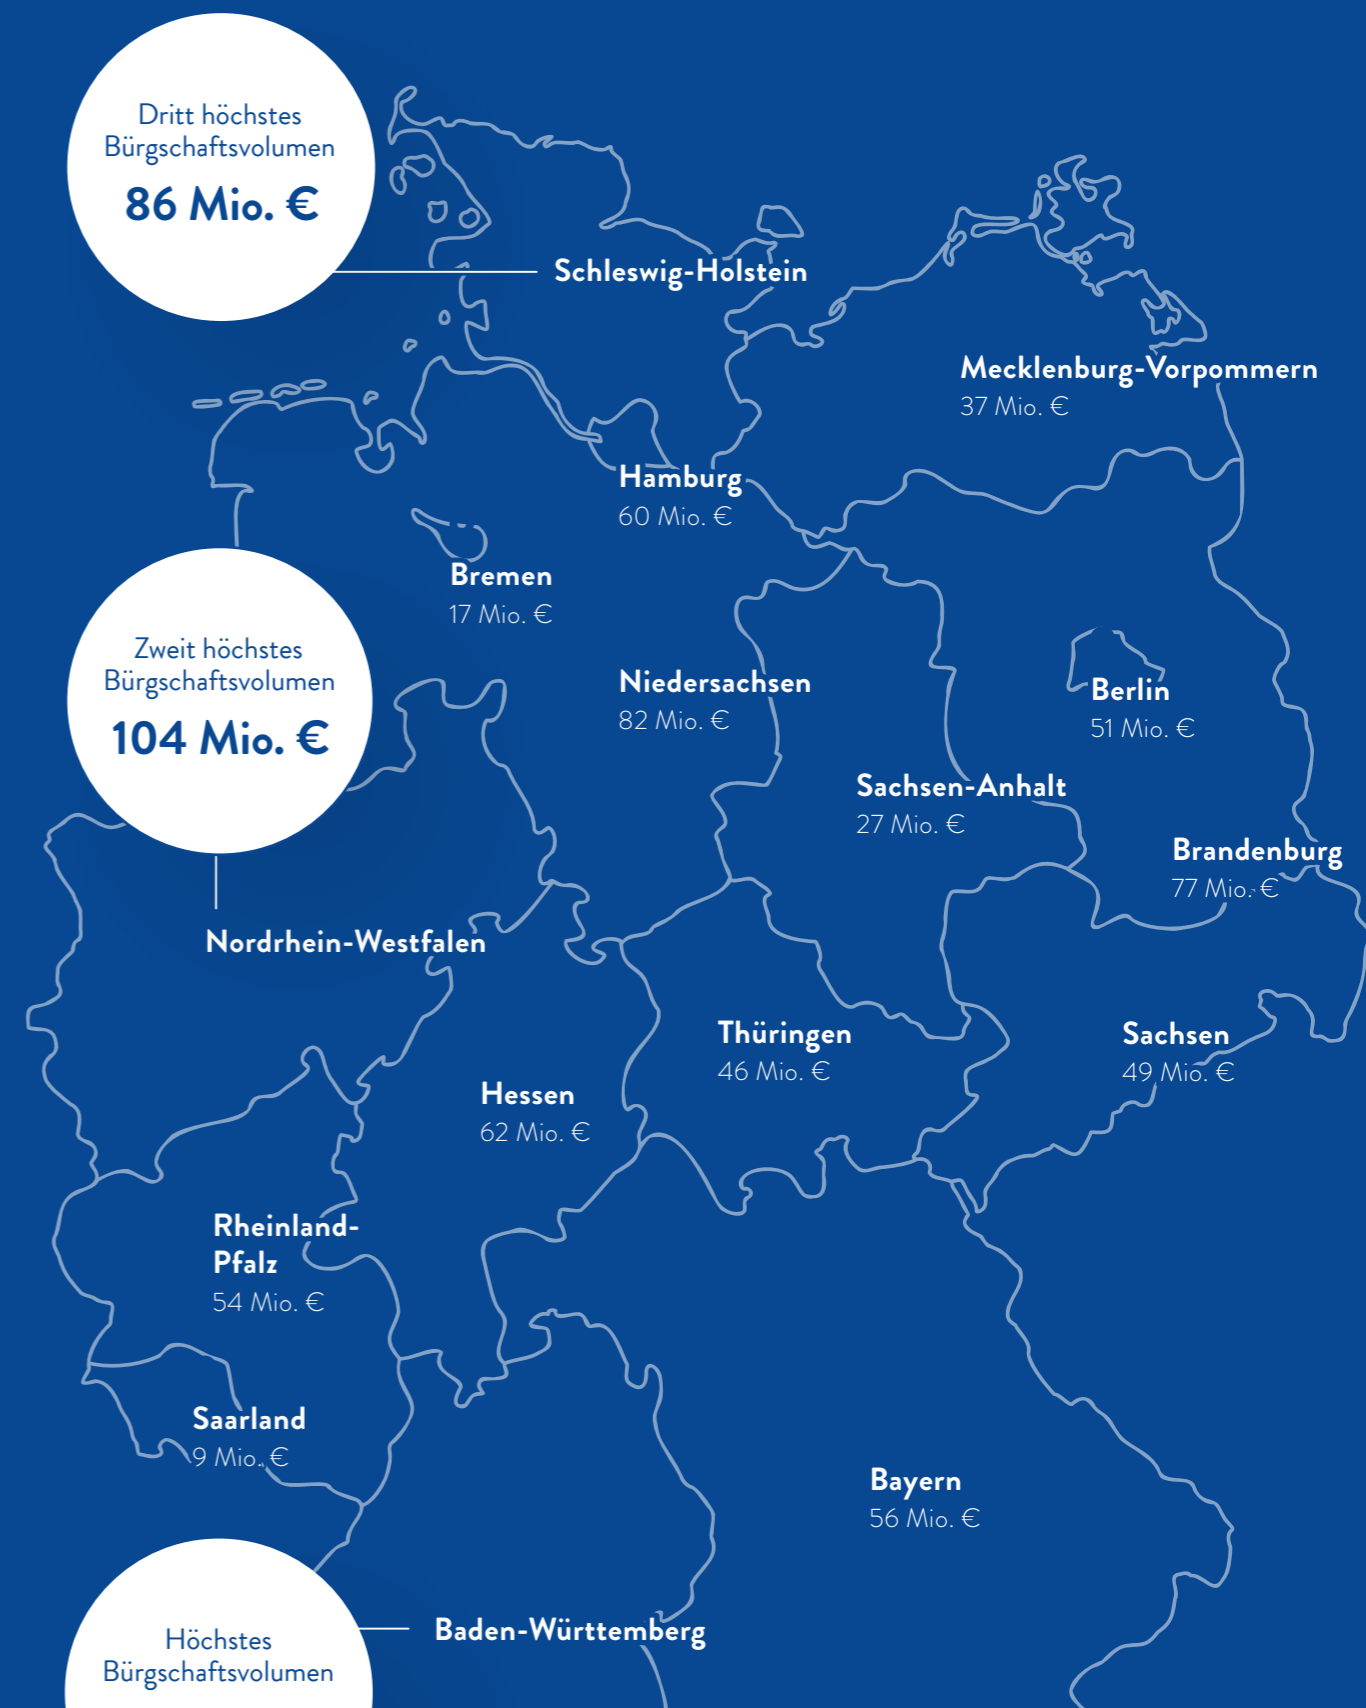 Dritt höchstes
Bürgschaftsvolumen
86 Mio. €
Schleswig-Holstein
Mecklenburg-Vorpommern
37 Mio. €
Hamburg
60 Mio. €
Bremen
17 Mio. €
Zweit höchstes
Bürgschaftsvolumen
104 Mio. €
Niedersachsen
82 Mio. €
Berlin
51 Mio. €
Sachsen-Anhalt
27 Mio. €
Brandenburg
77 Mio. €
Nordrhein-Westfalen
Thüringen
46 Mio. €
Sachsen
49 Mio. €
Hessen
62 Mio. €
Rheinland-
Pfalz
54 Mio. €
Saarland
9 Mio. €
Bayern
56 Mio. €
Höchstes
Bürgschaftsvolumen
Baden-Württemberg